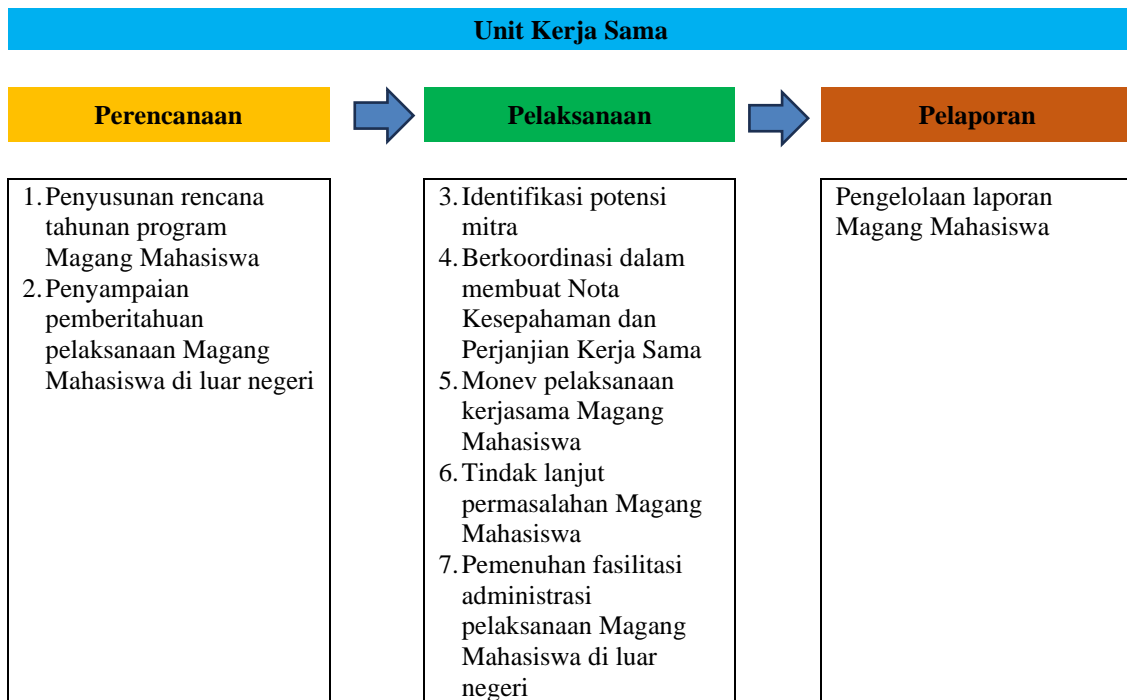 Unit Kerja Sama
Perencanaan
Pelaksanaan
Pelaporan
1. Penyusunan rencana
tahunan program
Magang Mahasiswa
2. Penyampaian
pemberitahuan
pelaksanaan Magang
Mahasiswa di luar negeri
3. Identifikasi potensi
mitra
4. Berkoordinasi dalam
membuat Nota
Kesepahaman dan
Perjanjian Kerja Sama
5. Monev pelaksanaan
kerjasama Magang
Mahasiswa
6. Tindak lanjut
permasalahan Magang
Mahasiswa
7. Pemenuhan fasilitasi
administrasi
pelaksanaan Magang
Mahasiswa di luar
negeri
Pengelolaan laporan
Magang Mahasiswa